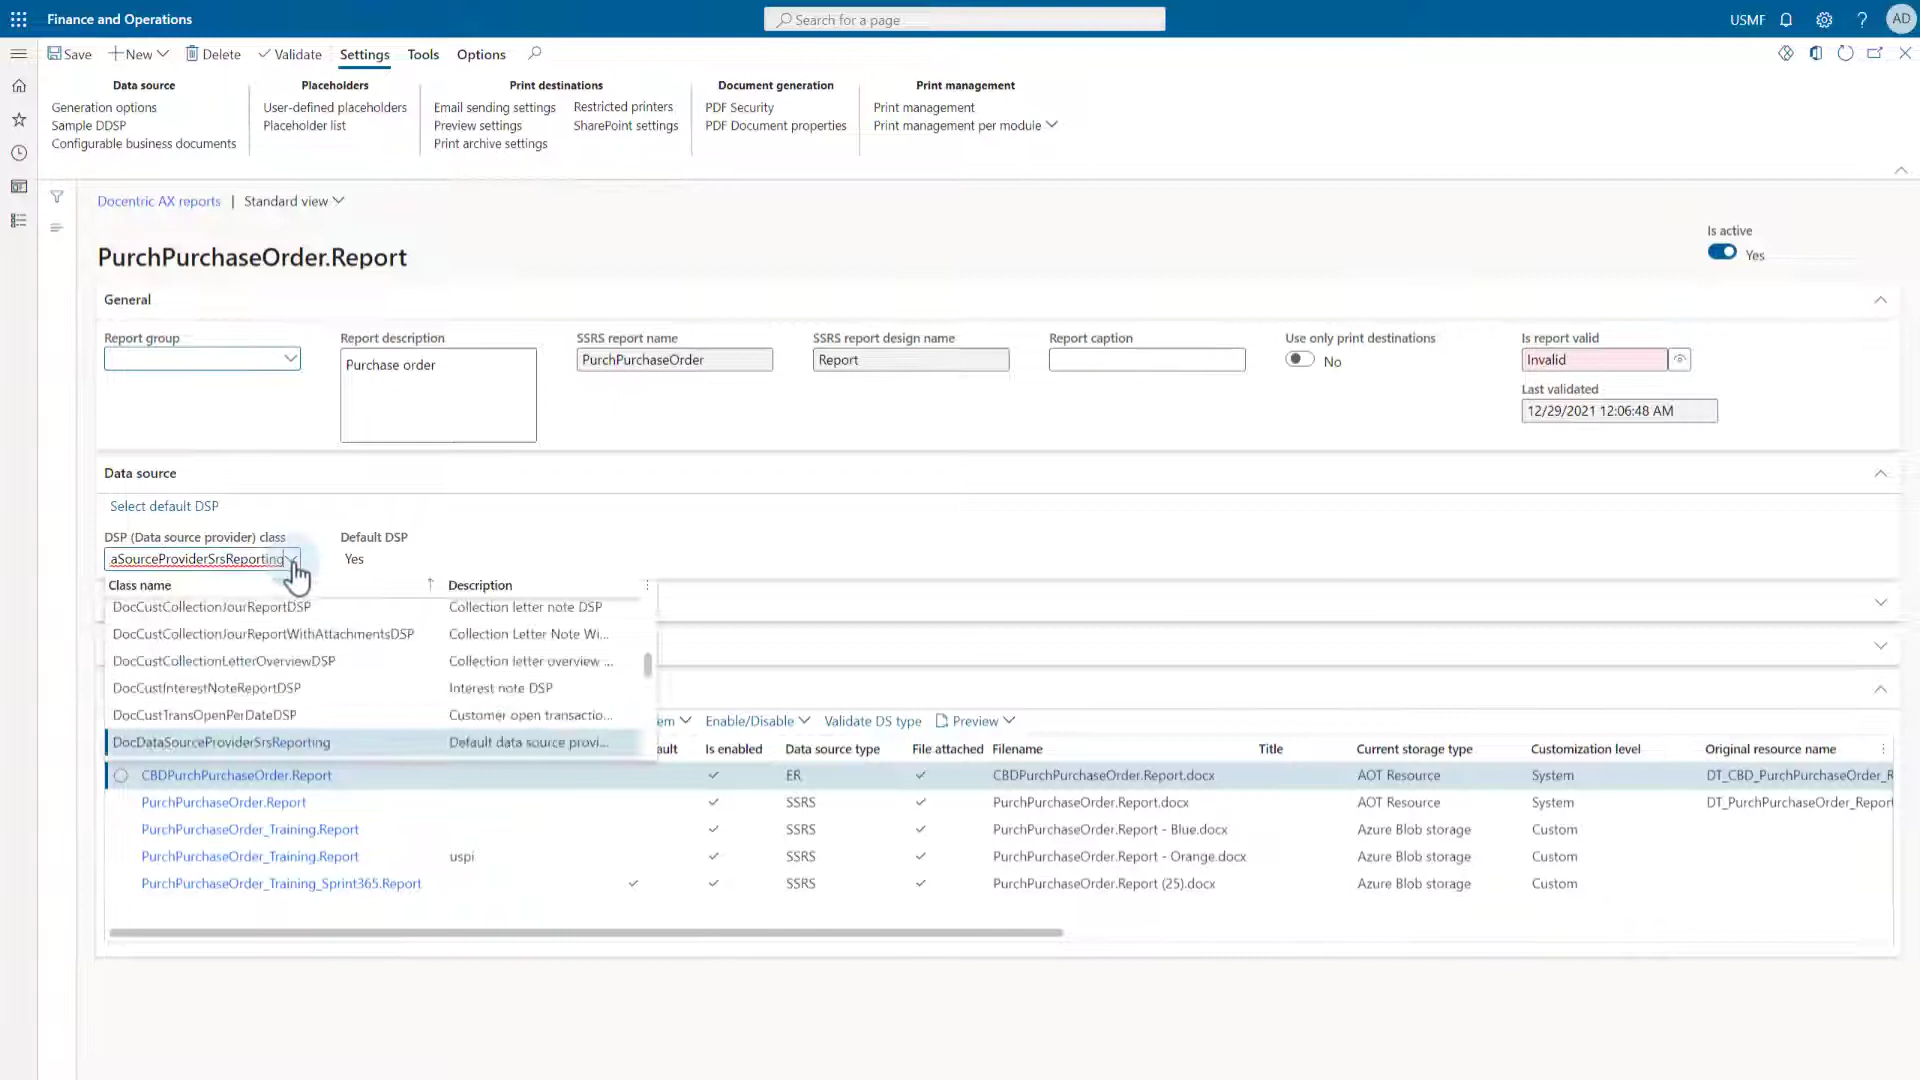 Finance and Operations
Search for a page
USMF
AD
Save New Delete Validate Settings Tools Options
Data source
Generation options
Sample DDSP
Configurable business documents
Placeholders
User-defined placeholders
Placeholder list
Print destinations
Email sending settings Restricted printers
Preview settings SharePoint settings
Print archive settings
Document generation
PDF Security
PDF Document properties
Print management
Print management
Print management per module
Docentric AX reports | Standard view
PurchPurchaseOrder.Report
Is active
Yes
General
Report group
Report description
Purchase order
SSRS report name
PurchPurchaseOrder
SSRS report design name
Report
Report caption
Use only print destinations
No
Is report valid
Invalid
Last validated
12/29/2021 12:06:48 AM
Data source
Select default DSP
DSP (Data source provider) class
aSourceProviderSrsReporting
Default DSP
Yes
Class name Description
DocCustCollectionJourReportDSP Collection letter note DSP
DocCustCollectionJourReportWithAttachmentsDSP Collection Letter Note Wi...
DocCustCollectionLetterOverviewDSP Collection letter overview ...
DocCustInterestNoteReportDSP Interest note DSP
DocCustTransOpenPerDateDSP Customer open transactio...
DocDataSourceProviderSrsReporting Default data source provi...
em Enable/Disable Validate DS type Preview
ault Is enabled Data source type File attached Filename Title Current storage type Customization level Original resource name
CBDPurchPurchaseOrder.Report ER CBDPurchPurchaseOrder.Report.docx AOT Resource System DT_CBD_PurchPurchaseOrder_R
PurchPurchaseOrder.Report SSRS PurchPurchaseOrder.Report.docx AOT Resource System DT_PurchPurchaseOrder_Report
PurchPurchaseOrder_Training.Report SSRS PurchPurchaseOrder.Report - Blue.docx Azure Blob storage Custom
PurchPurchaseOrder_Training.Report uspi SSRS PurchPurchaseOrder.Report - Orange.docx Azure Blob storage Custom
PurchPurchaseOrder_Training_Sprint365.Report SSRS PurchPurchaseOrder.Report (25).docx Azure Blob storage Custom